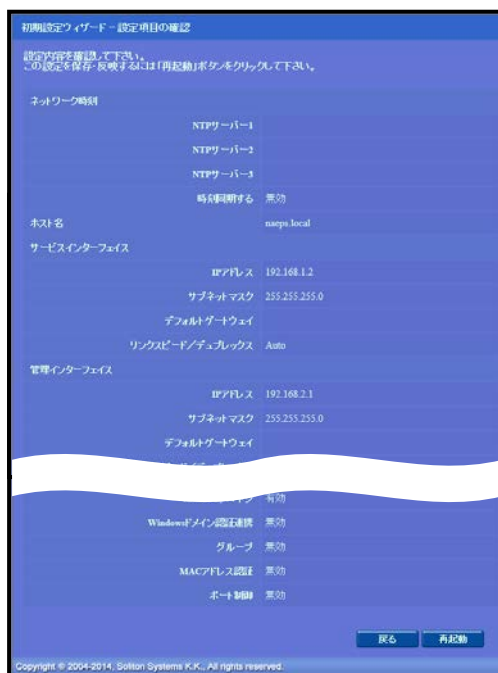 初期設定ウィザード - 設定項目の確認
設定内容を確認して下さい。
この設定を保存・反映するには「再起動」ボタンをクリックして下さい。
ネットワーク時刻
NTPサーバー1
NTPサーバー2
NTPサーバー3
時刻同期する 無効
ホスト名 naeps.local
サービスインターフェイス
IPアドレス 192.168.1.2
サブネットマスク 255.255.255.0
デフォルトゲートウェイ
リンクスピード/デュプレックス Auto
管理インターフェイス
IPアドレス 192.168.2.1
サブネットマスク 255.255.255.0
デフォルトゲートウェイ
有効
Windowsドメイン認証連携 無効
グループ 無効
MACアドレス認証 無効
ポート制御 無効
戻る 再起動
Copyright © 2004-2014, Soliton Systems K.K., All rights reserved.